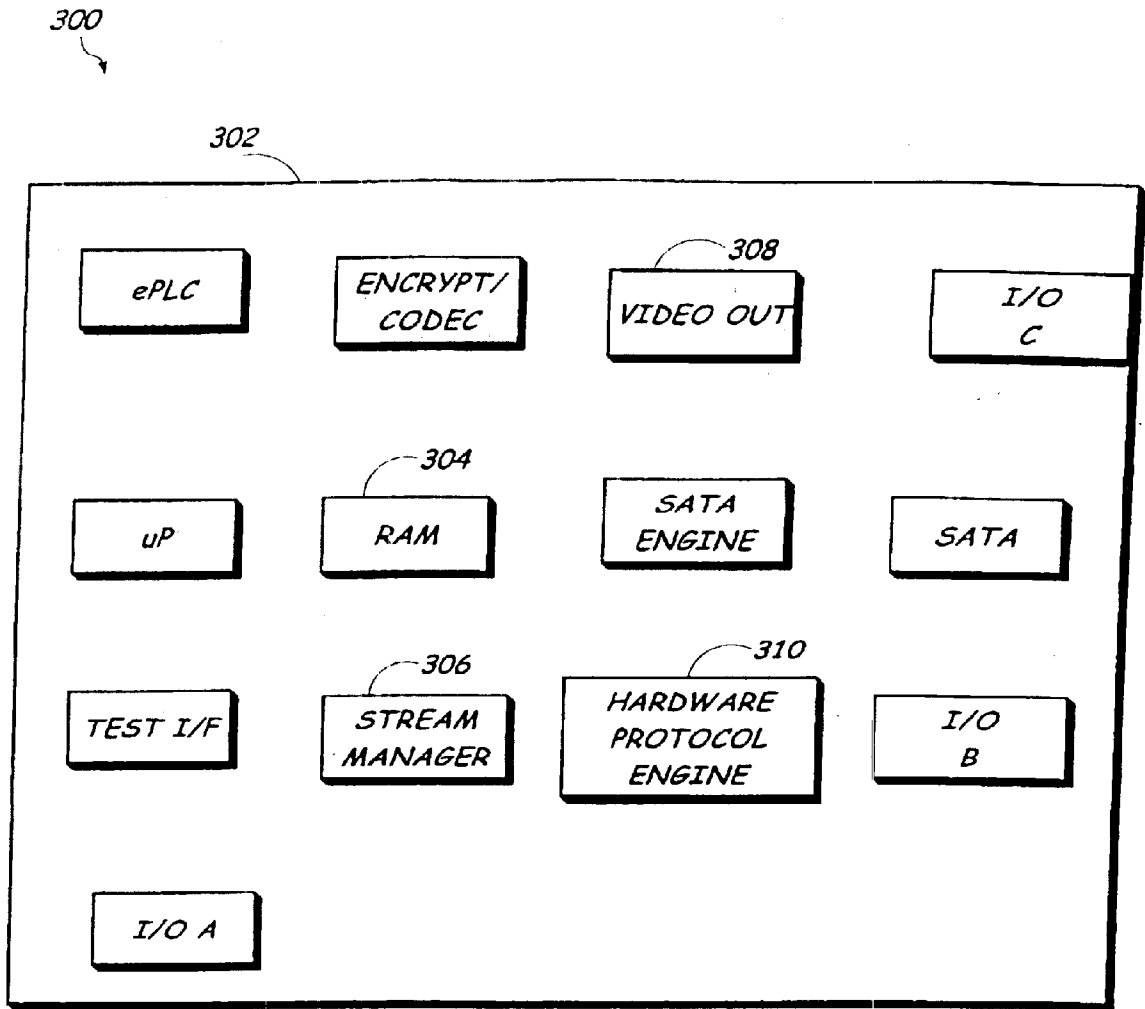 300
302
ePLC
ENCRYPT/
CODEC
308
VIDEO OUT
I/O
C
uP
304
RAM
SATA
ENGINE
SATA
TEST I/F
306
STREAM
MANAGER
310
HARDWARE
PROTOCOL
ENGINE
I/O
B
I/O A